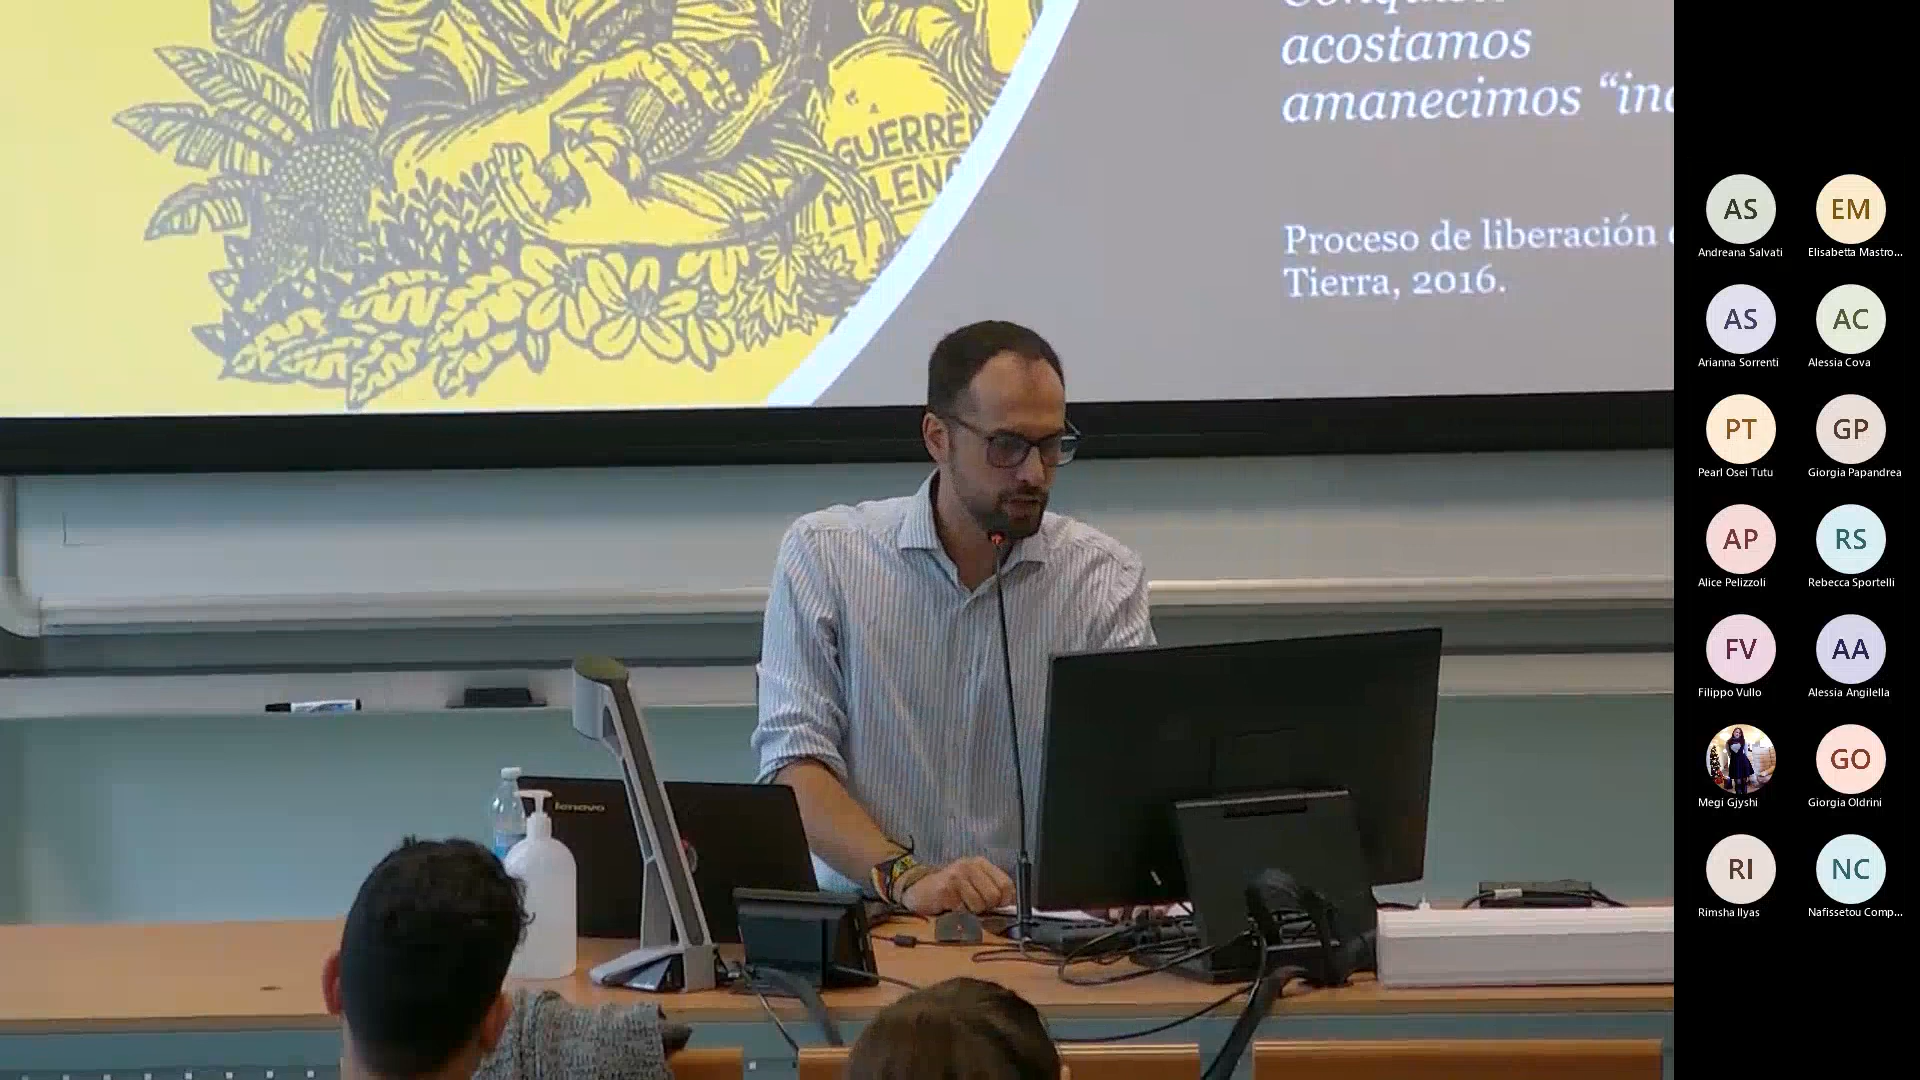 acostamos
amanecimos “in
Proceso de liberación
Tierra, 2016.
GUERRE
MILEN
lenovo
AS
Andreana Salvati
EM
Elisabetta Mastro...
AS
Arianna Sorrenti
AC
Alessia Cova
PT
Pearl Osei Tutu
GP
Giorgia Papandrea
AP
Alice Pelizzoli
RS
Rebecca Sportelli
FV
Filippo Vullo
AA
Alessia Angilella
Megi Gjyshi
GO
Giorgia Oldrini
RI
Rimsha Ilyas
NC
Nafissetou Comp...